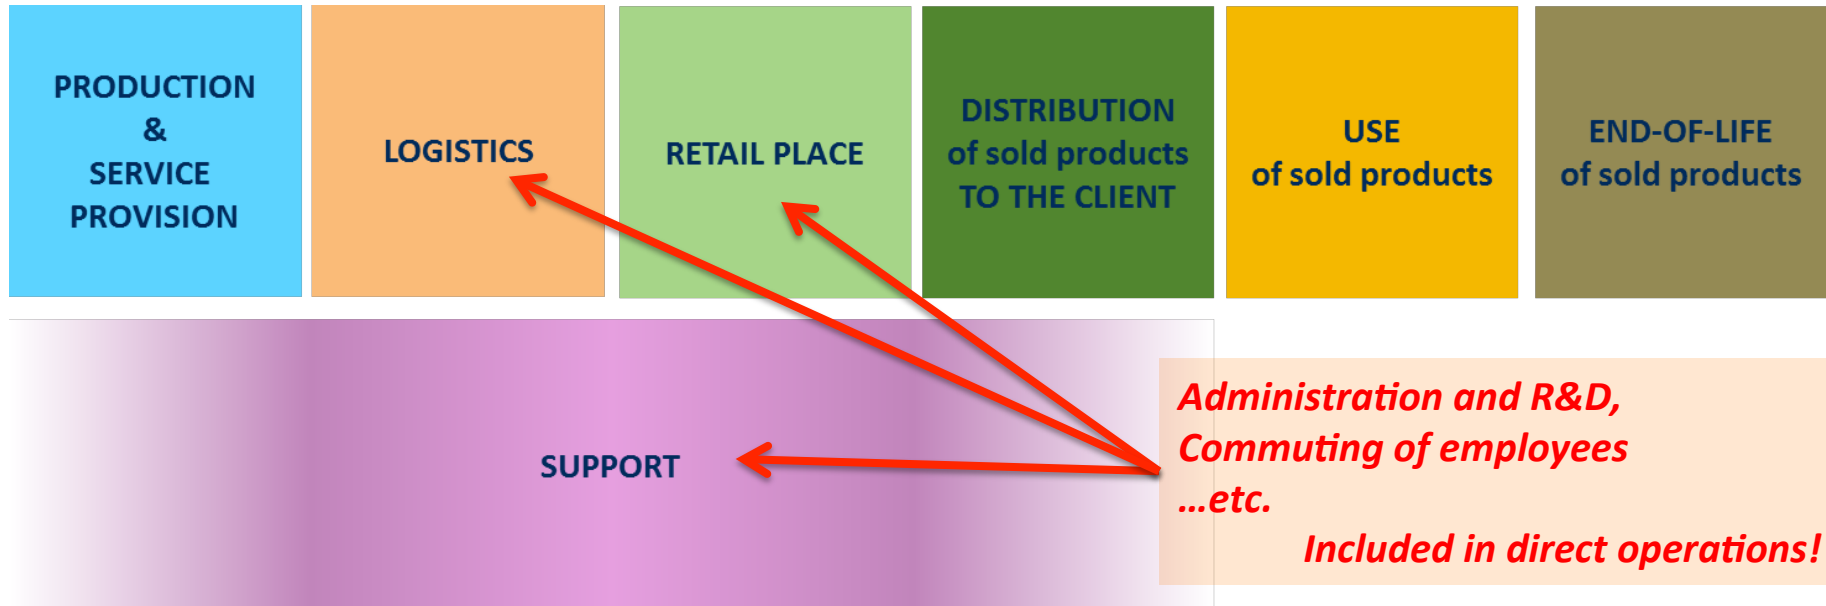 PRODUCTION
&
SERVICE
PROVISION
LOGISTICS
RETAIL PLACE
DISTRIBUTION
of sold products
TO THE CLIENT
USE
of sold products
END-OF-LIFE
of sold products
SUPPORT
Administration and R&D,
Commuting of employees
...etc.
Included in direct operations!